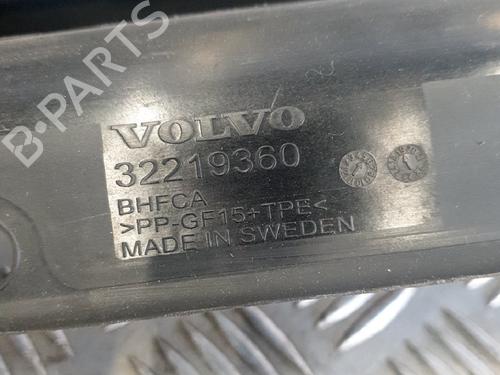 B-PARTS
VOLVO
32219360
BHFCA
>PP-GF15+TPE<
MADE IN SWEDEN